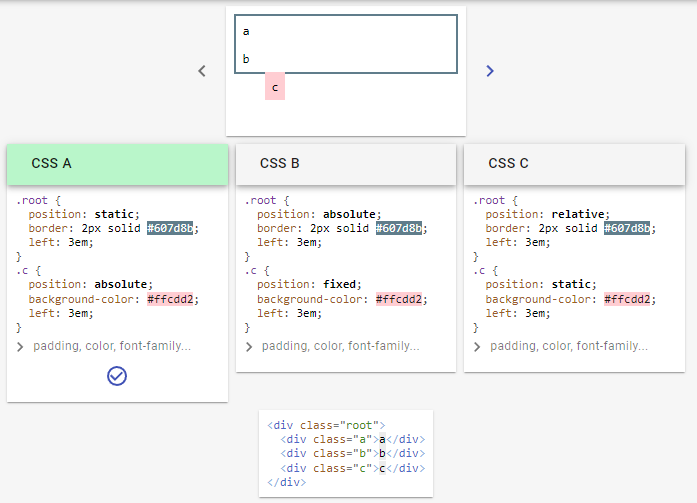 a
b
c
CSS A
.root {
  position: static;
  border: 2px solid #607d8b;
  left: 3em;
}
.c {
  position: absolute;
  background-color: #ffcdd2;
  left: 3em;
}
padding, color, font-family...
CSS B
.root {
  position: absolute;
  border: 2px solid #607d8b;
  left: 3em;
}
.c {
  position: fixed;
  background-color: #ffcdd2;
  left: 3em;
}
padding, color, font-family...
CSS C
.root {
  position: relative;
  border: 2px solid #607d8b;
  left: 3em;
}
.c {
  position: static;
  background-color: #ffcdd2;
  left: 3em;
}
padding, color, font-family...
<div class="root">
  <div class="a">a</div>
  <div class="b">b</div>
  <div class="c">c</div>
</div>